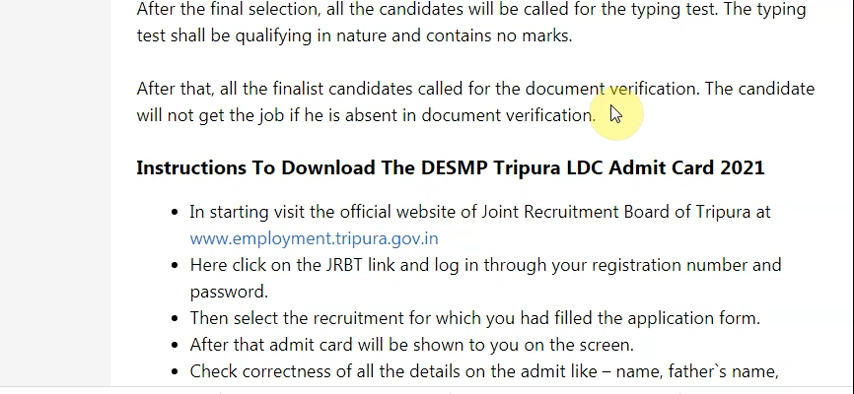 After the final selection, all the candidates will be called for the typing test. The typing
test shall be qualifying in nature and contains no marks.
After that, all the finalist candidates called for the document verification. The candidate
will not get the job if he is absent in document verification.
Instructions To Download The DESMP Tripura LDC Admit Card 2021
• In starting visit the official website of Joint Recruitment Board of Tripura at
www.employment.tripura.gov.in
• Here click on the JRBT link and log in through your registration number and
password.
• Then select the recruitment for which you had filled the application form.
• After that admit card will be shown to you on the screen.
• Check correctness of all the details on the admit like – name, father`s name,